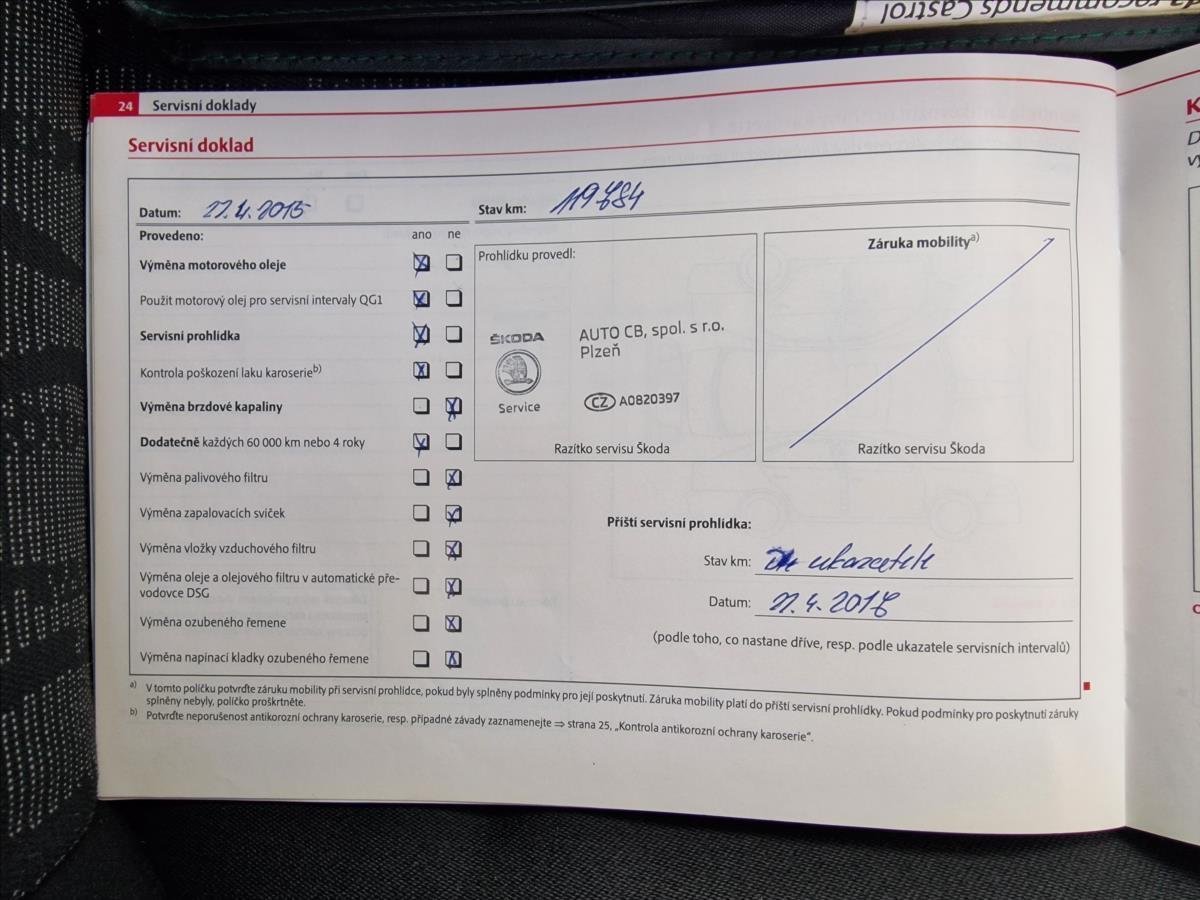 recommends Castrol
24 Servisní doklady
Servisní doklad
Datum: 27.4.2015 Stav km: 119784
Provedeno: ano ne
Výměna motorového oleje
Použit motorový olej pro servisní intervaly QG1
Servisní prohlídka
Kontrola poškození laku karoserie b)
Výměna brzdové kapaliny
Dodatečně každých 60 000 km nebo 4 roky
Výměna palivového filtru
Výměna zapalovacích svíček
Výměna vložky vzduchového filtru
Výměna oleje a olejového filtru v automatické pře-
vodovce DSG
Výměna ozubeného řemene
Výměna napínací kladky ozubeného řemene
Prohlídku provedl:
ŠKODA
Service
AUTO CB, spol. s r.o.
Plzeň
CZ A0820397
Razítko servisu Škoda
Záruka mobility a)
Razítko servisu Škoda
Příští servisní prohlídka:
Stav km: ukazatele
Datum: 27.4.2017
(podle toho, co nastane dříve, resp. podle ukazatele servisních intervalů)
a) V tomto políčku potvrďte záruku mobility při servisní prohlídce, pokud byly splněny podmínky pro její poskytnutí. Záruka mobility platí do příští servisní prohlídky. Pokud podmínky pro poskytnutí záruky
splněny nebyly, políčko proškrtněte.
b) Potvrďte neporušenost antikorozní ochrany karoserie, resp. případné závady zaznamenejte ⇒ strana 25, „Kontrola antikorozní ochrany karoserie“.